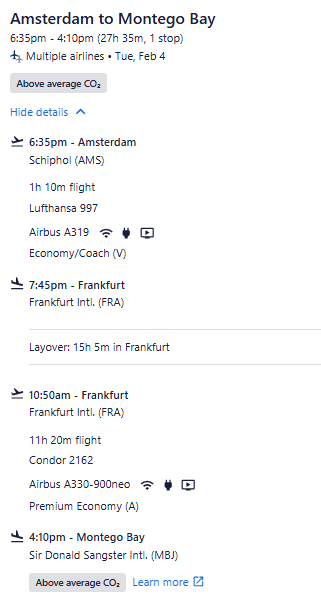 Amsterdam to Montego Bay
6:35pm - 4:10pm (27h 35m, 1 stop)
Multiple airlines • Tue, Feb 4
Above average CO₂
Hide details
6:35pm - Amsterdam
Schiphol (AMS)
1h 10m flight
Lufthansa 997
Airbus A319
Economy/Coach (V)
7:45pm - Frankfurt
Frankfurt Intl. (FRA)
Layover: 15h 5m in Frankfurt
10:50am - Frankfurt
Frankfurt Intl. (FRA)
11h 20m flight
Condor 2162
Airbus A330-900neo
Premium Economy (A)
4:10pm - Montego Bay
Sir Donald Sangster Intl. (MBJ)
Above average CO₂ Learn more